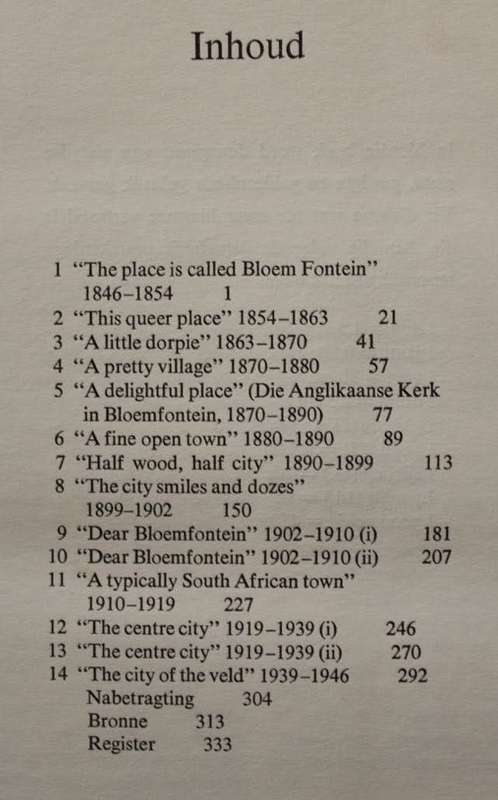 Inhoud
1 “The place is called Bloem Fontein”
1846–1854 1
2 “This queer place” 1854–1863 21
3 “A little dorpie” 1863–1870 41
4 “A pretty village” 1870–1880 57
5 “A delightful place” (Die Anglikaanse Kerk
in Bloemfontein, 1870–1890) 77
6 “A fine open town” 1880–1890 89
7 “Half wood, half city” 1890–1899 113
8 “The city smiles and dozes”
1899–1902 150
9 “Dear Bloemfontein” 1902–1910 (i) 181
10 “Dear Bloemfontein” 1902–1910 (ii) 207
11 “A typically South African town”
1910–1919 227
12 “The centre city” 1919–1939 (i) 246
13 “The centre city” 1919–1939 (ii) 270
14 “The city of the veld” 1939–1946 292
Nabetragting 304
Bronne 313
Register 333